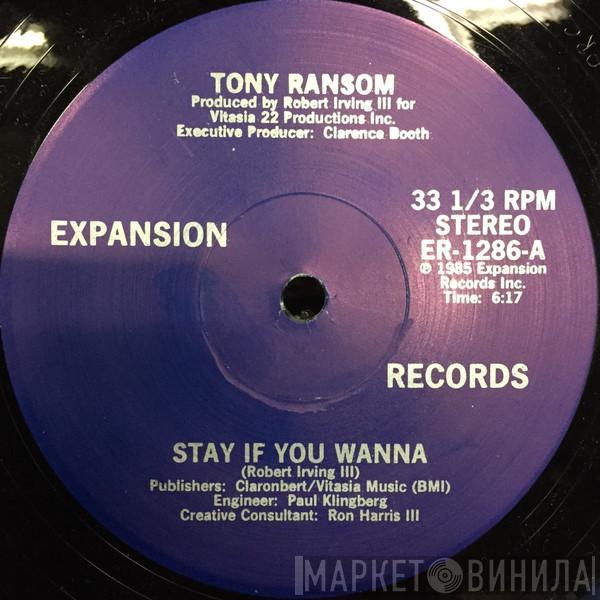 TONY RANSOM
Produced by Robert Irving III for
Vitasia 22 Productions Inc.
Executive Producer: Clarence Booth
EXPANSION
33 1/3 RPM
STEREO
ER-1286-A
℗ 1985 Expansion
Records Inc.
Time: 6:17
RECORDS
STAY IF YOU WANNA
(Robert Irving III)
Publishers: Claronbert/Vitasia Music (BMI)
Engineer: Paul Klingberg
Creative Consultant: Ron Harris III
МАРКЕТ ВИНИЛА